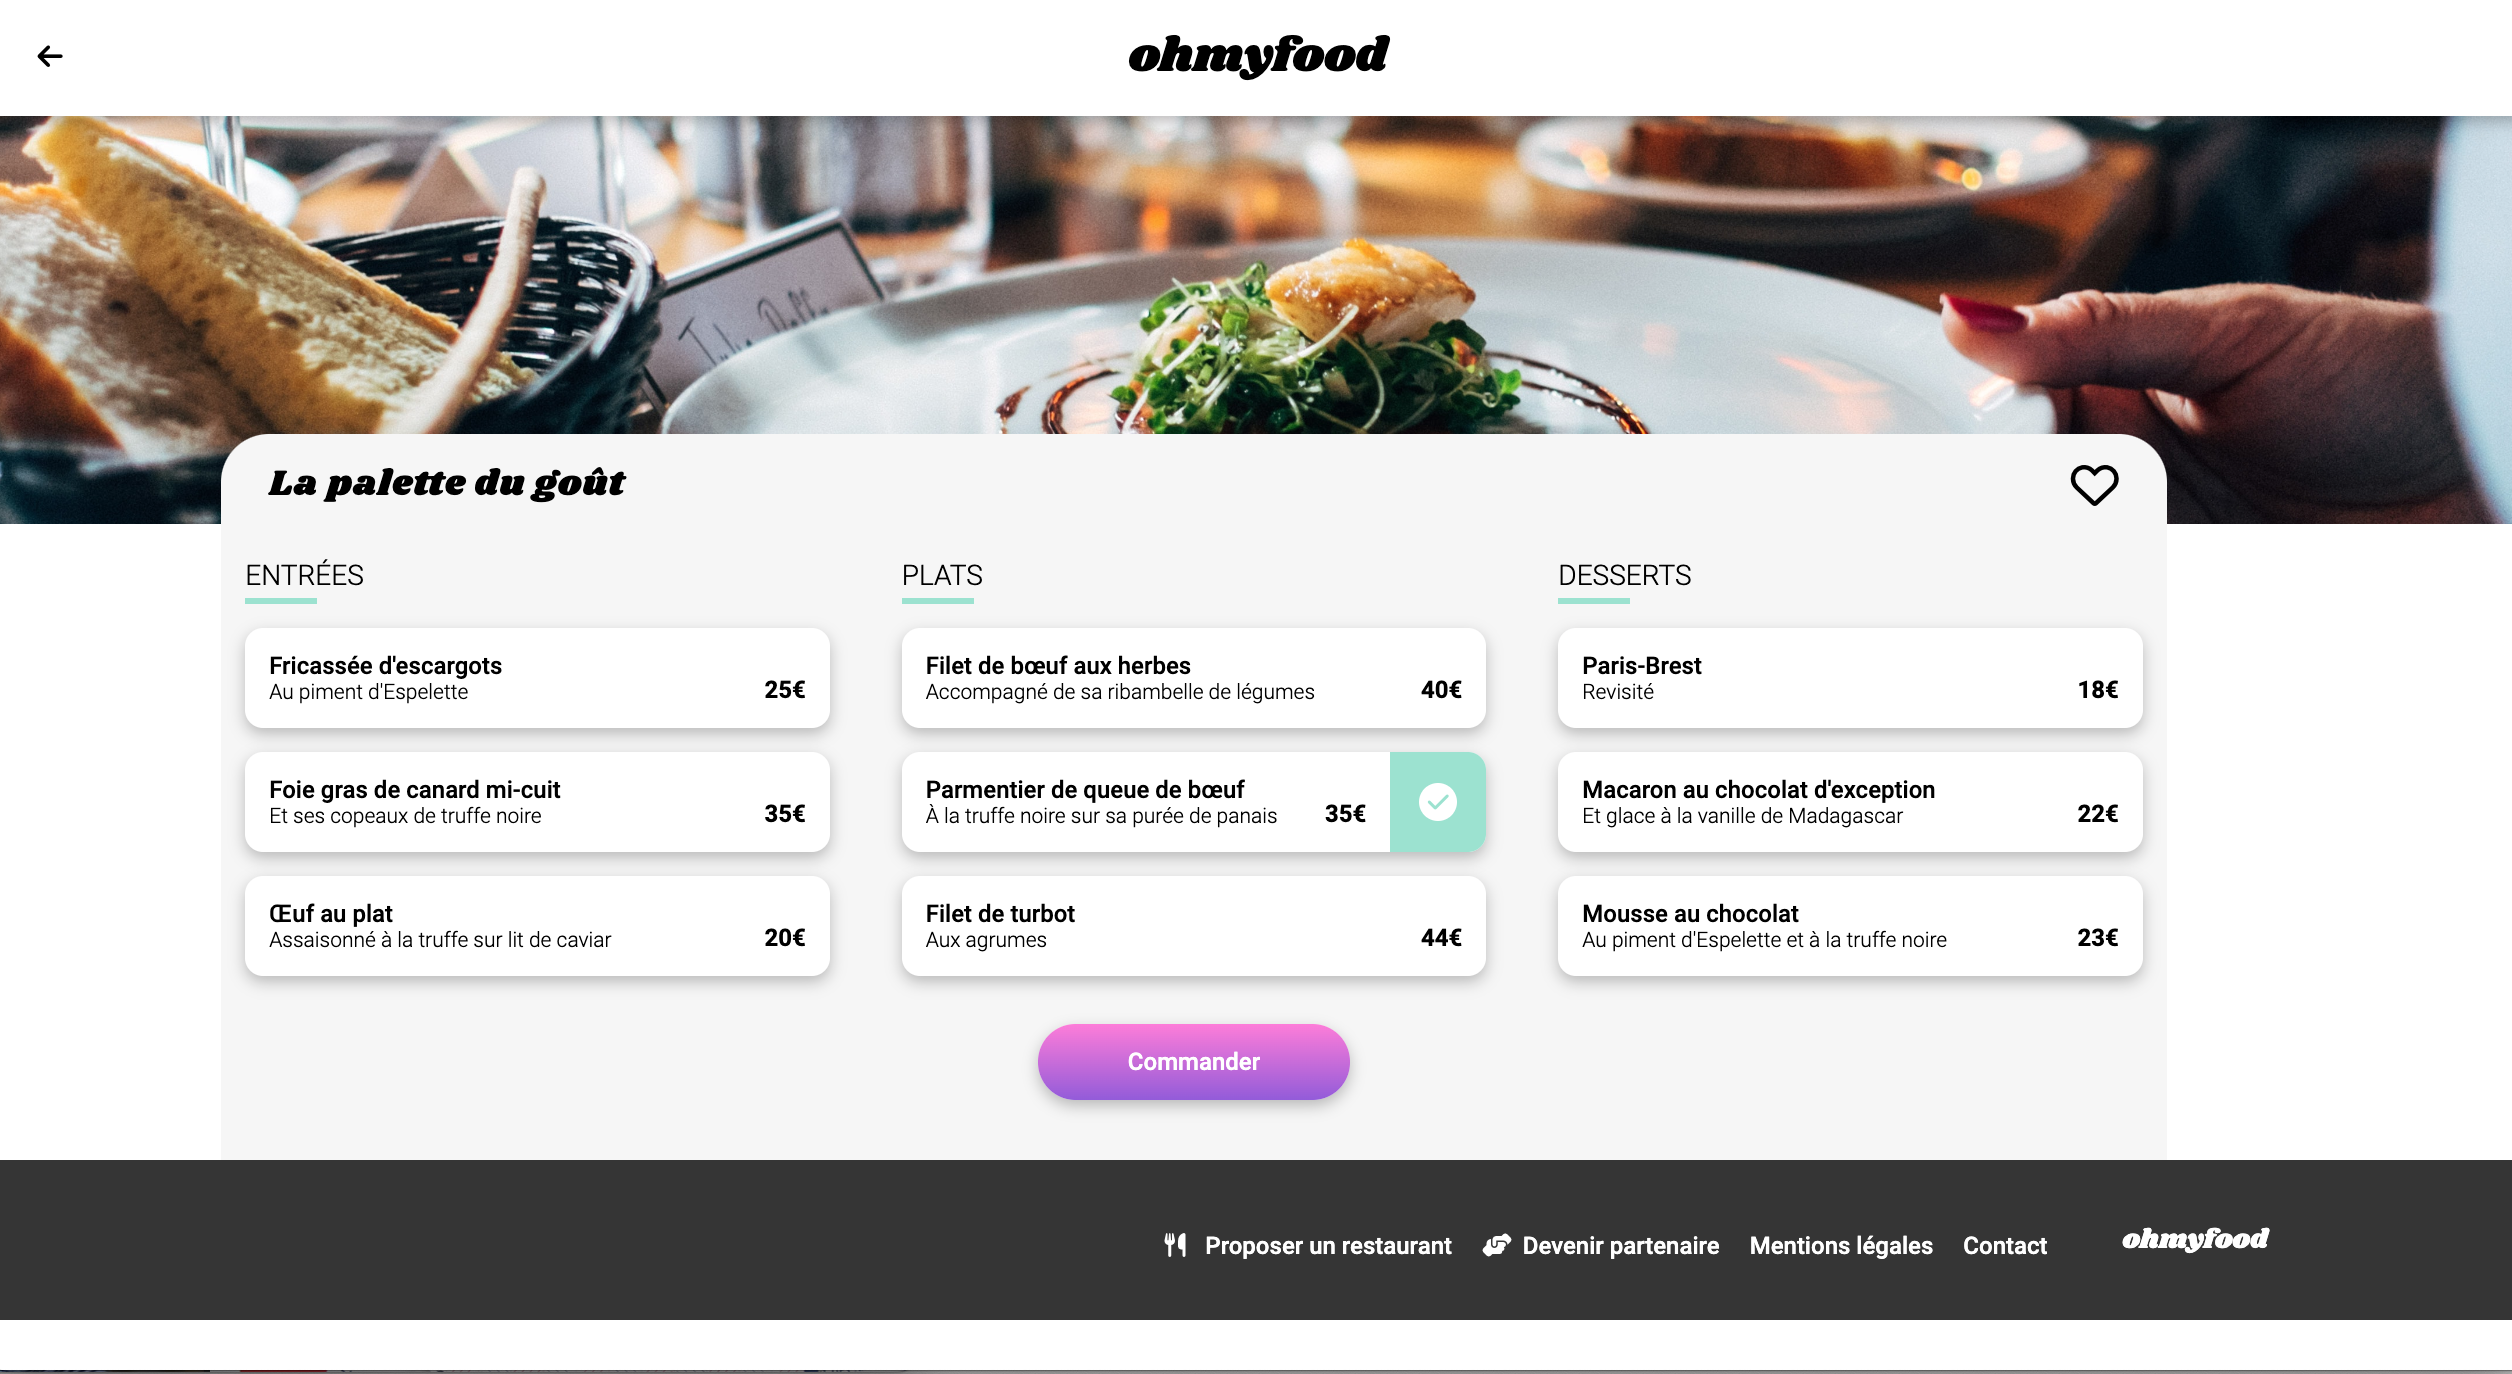 ohmyfood
La palette du goût
ENTRÉES
Fricassée d'escargots
Au piment d'Espelette
25€
Foie gras de canard mi-cuit
Et ses copeaux de truffe noire
35€
Œuf au plat
Assaisonné à la truffe sur lit de caviar
20€
PLATS
Filet de bœuf aux herbes
Accompagné de sa ribambelle de légumes
40€
Parmentier de queue de bœuf
À la truffe noire sur sa purée de panais
35€
Filet de turbot
Aux agrumes
44€
DESSERTS
Paris-Brest
Revisité
18€
Macaron au chocolat d'exception
Et glace à la vanille de Madagascar
22€
Mousse au chocolat
Au piment d'Espelette et à la truffe noire
23€
Commander
Proposer un restaurant
Devenir partenaire
Mentions légales
Contact
ohmyfood